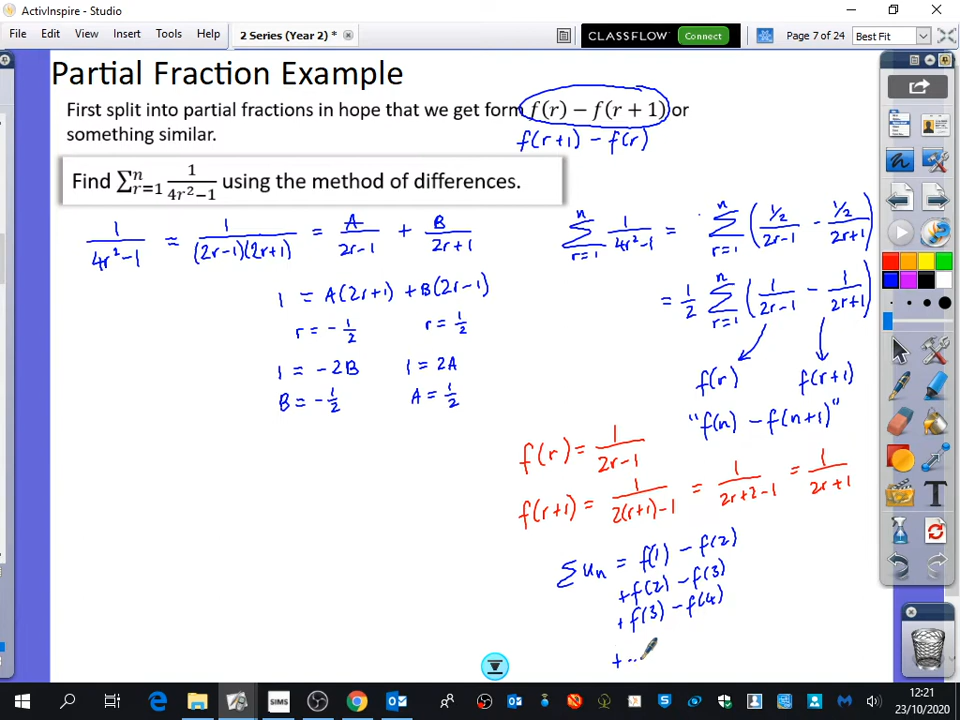 ActivInspire - Studio
File Edit View Insert Tools Help 2 Series (Year 2) * CLASSFLOW Connect Page 7 of 24 Best Fit
Partial Fraction Example
First split into partial fractions in hope that we get form f(r) − f(r + 1) or
something similar.
f(r+1) − f(r)
Find ∑ⁿᵣ₌₁ 1/(4r²−1) using the method of differences.
1/(4r²−1) ≡ 1/((2r−1)(2r+1)) = A/(2r−1) + B/(2r+1)
1 = A(2r+1) + B(2r−1)
r = −1/2 r = 1/2
1 = −2B 1 = 2A
B = −1/2 A = 1/2
∑ⁿᵣ₌₁ 1/(4r²−1) = ∑ⁿᵣ₌₁ (½/(2r−1) − ½/(2r+1))
= 1/2 ∑ⁿᵣ₌₁ (1/(2r−1) − 1/(2r+1))
f(r) f(r+1)
"f(n) − f(n+1)"
f(r) = 1/(2r−1)
f(r+1) = 1/(2(r+1)−1) = 1/(2r+2−1) = 1/(2r+1)
∑uₙ = f(1) − f(2)
+f(2) − f(3)
+f(3) − f(4)
+ ...
SIMS
12:21
23/10/2020